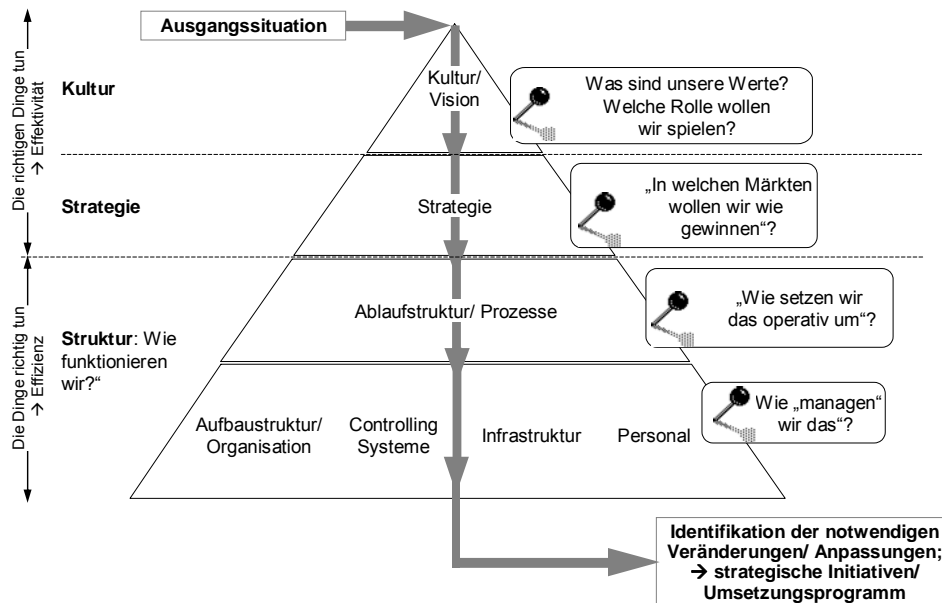 Ausgangssituation
Die richtigen Dinge tun
→ Effektivität
Kultur
Kultur/
Vision
Was sind unsere Werte?
Welche Rolle wollen
wir spielen?
Strategie
Strategie
„In welchen Märkten
wollen wir wie
gewinnen“?
Die Dinge richtig tun
→ Effizienz
Struktur: Wie
funktionieren
wir?“
Ablaufstruktur/ Prozesse
„Wie setzen wir
das operativ um“?
Aufbaustruktur/
Organisation
Controlling
Systeme
Infrastruktur
Personal
Wie „managen“
wir das“?
Identifikation der notwendigen
Veränderungen/ Anpassungen;
→ strategische Initiativen/
Umsetzungsprogramm